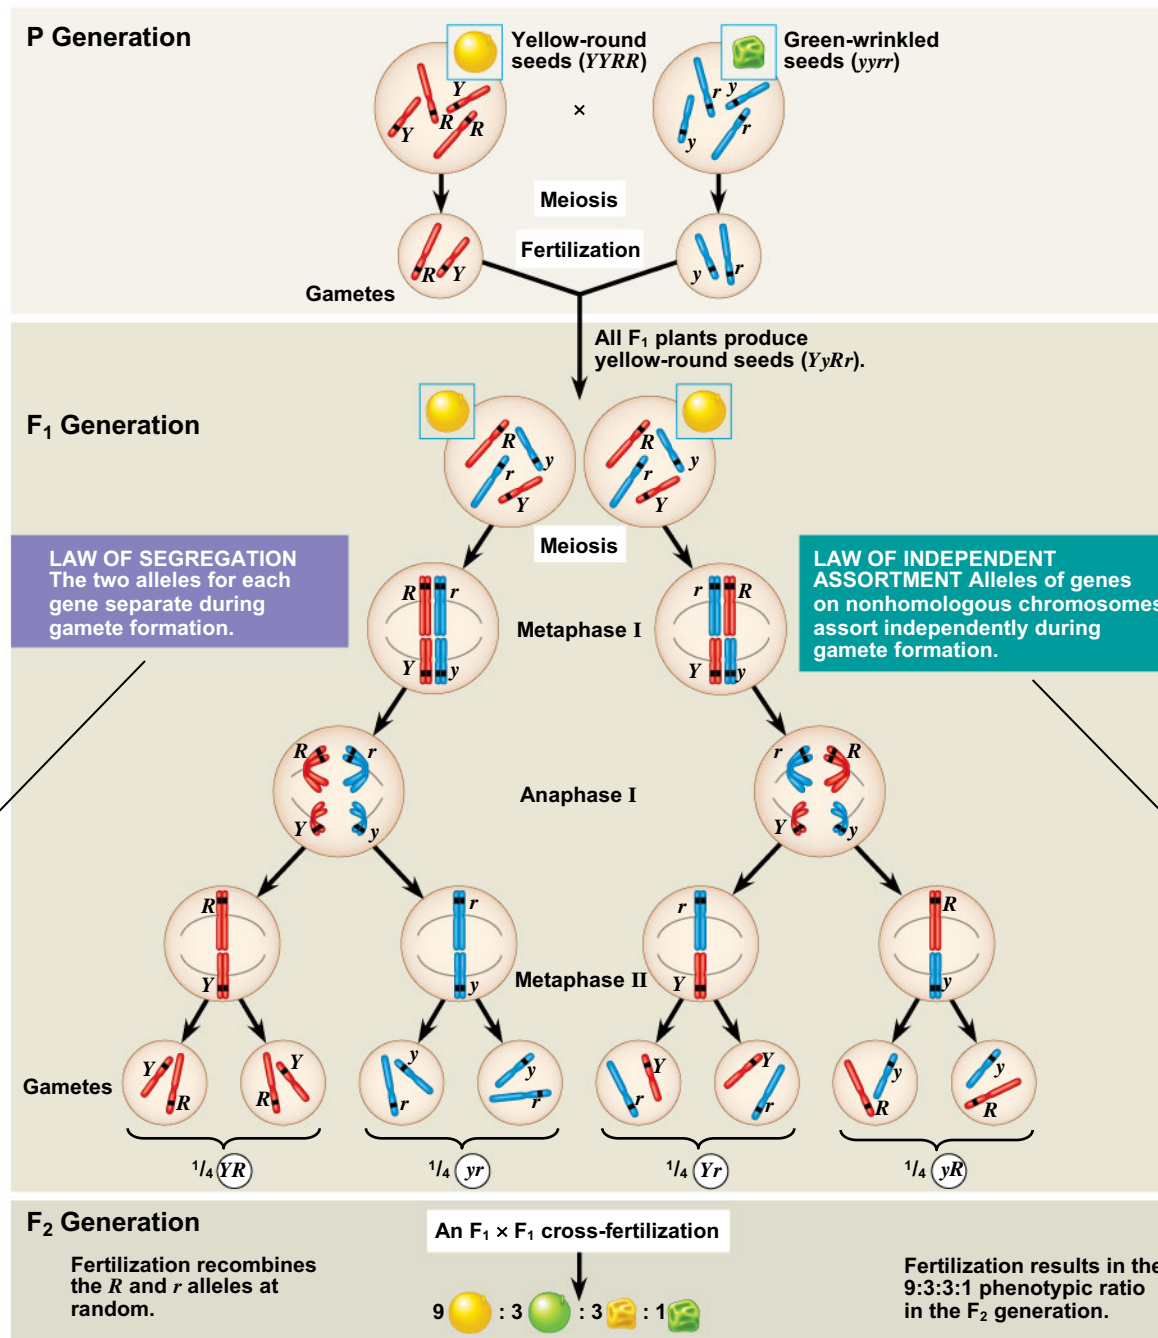 P Generation
Yellow-round
seeds (YYRR)
Green-wrinkled
seeds (yyrr)
Y
Y
R
R
×
r
y
y
r
Meiosis
Fertilization
R
Y
y
r
Gametes
All F₁ plants produce
yellow-round seeds (YyRr).
F₁ Generation
R
y
r
Y
R
y
r
Y
Meiosis
LAW OF SEGREGATION
The two alleles for each
gene separate during
gamete formation.
LAW OF INDEPENDENT
ASSORTMENT Alleles of genes
on nonhomologous chromosomes
assort independently during
gamete formation.
R
r
Y
y
Metaphase I
r
R
Y
y
R
r
Y
y
Anaphase I
r
R
Y
y
R
Y
r
y
Metaphase II
r
Y
R
y
Gametes
Y
R
Y
R
y
r
y
r
Y
r
Y
r
y
R
y
R
1/4 YR
1/4 yr
1/4 Yr
1/4 yR
F₂ Generation
An F₁ × F₁ cross-fertilization
Fertilization recombines
the R and r alleles at
random.
9 : 3 : 3 : 1
Fertilization results in the
9:3:3:1 phenotypic ratio
in the F₂ generation.